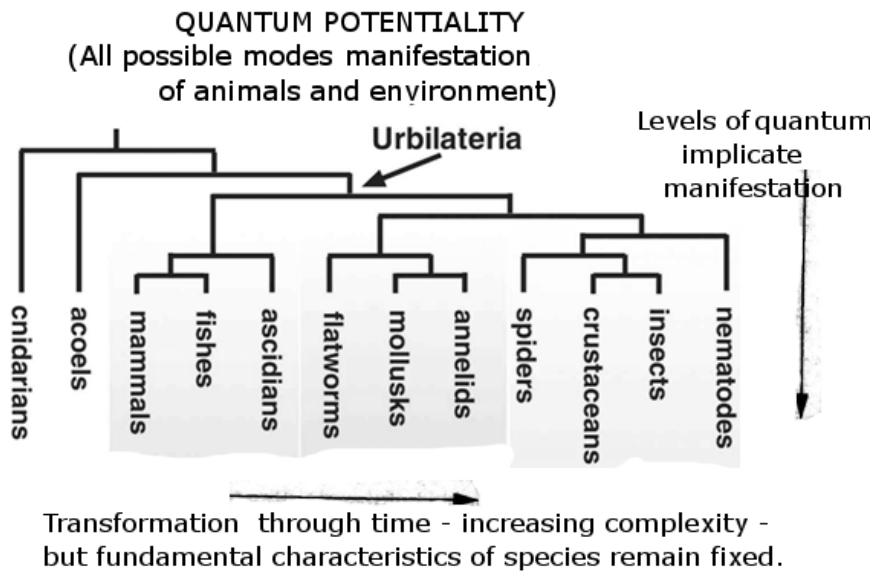 QUANTUM POTENTIALITY
(All possible modes manifestation
of animals and environment)
Urbilateria
Levels of quantum
implicate
manifestation
cnidarians
acoels
mammals
fishes
ascidians
flatworms
mollusks
annelids
spiders
crustaceans
insects
nematodes
Transformation through time - increasing complexity -
but fundamental characteristics of species remain fixed.